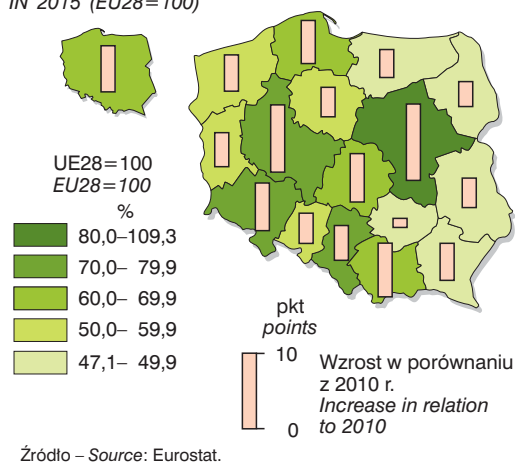 IN 2015 (EU28=100)
UE28=100
EU28=100
%
80,0–109,3
70,0– 79,9
60,0– 69,9
50,0– 59,9
47,1– 49,9
pkt
points
10
0
Wzrost w porównaniu
z 2010 r.
Increase in relation
to 2010
Źródło – Source: Eurostat.